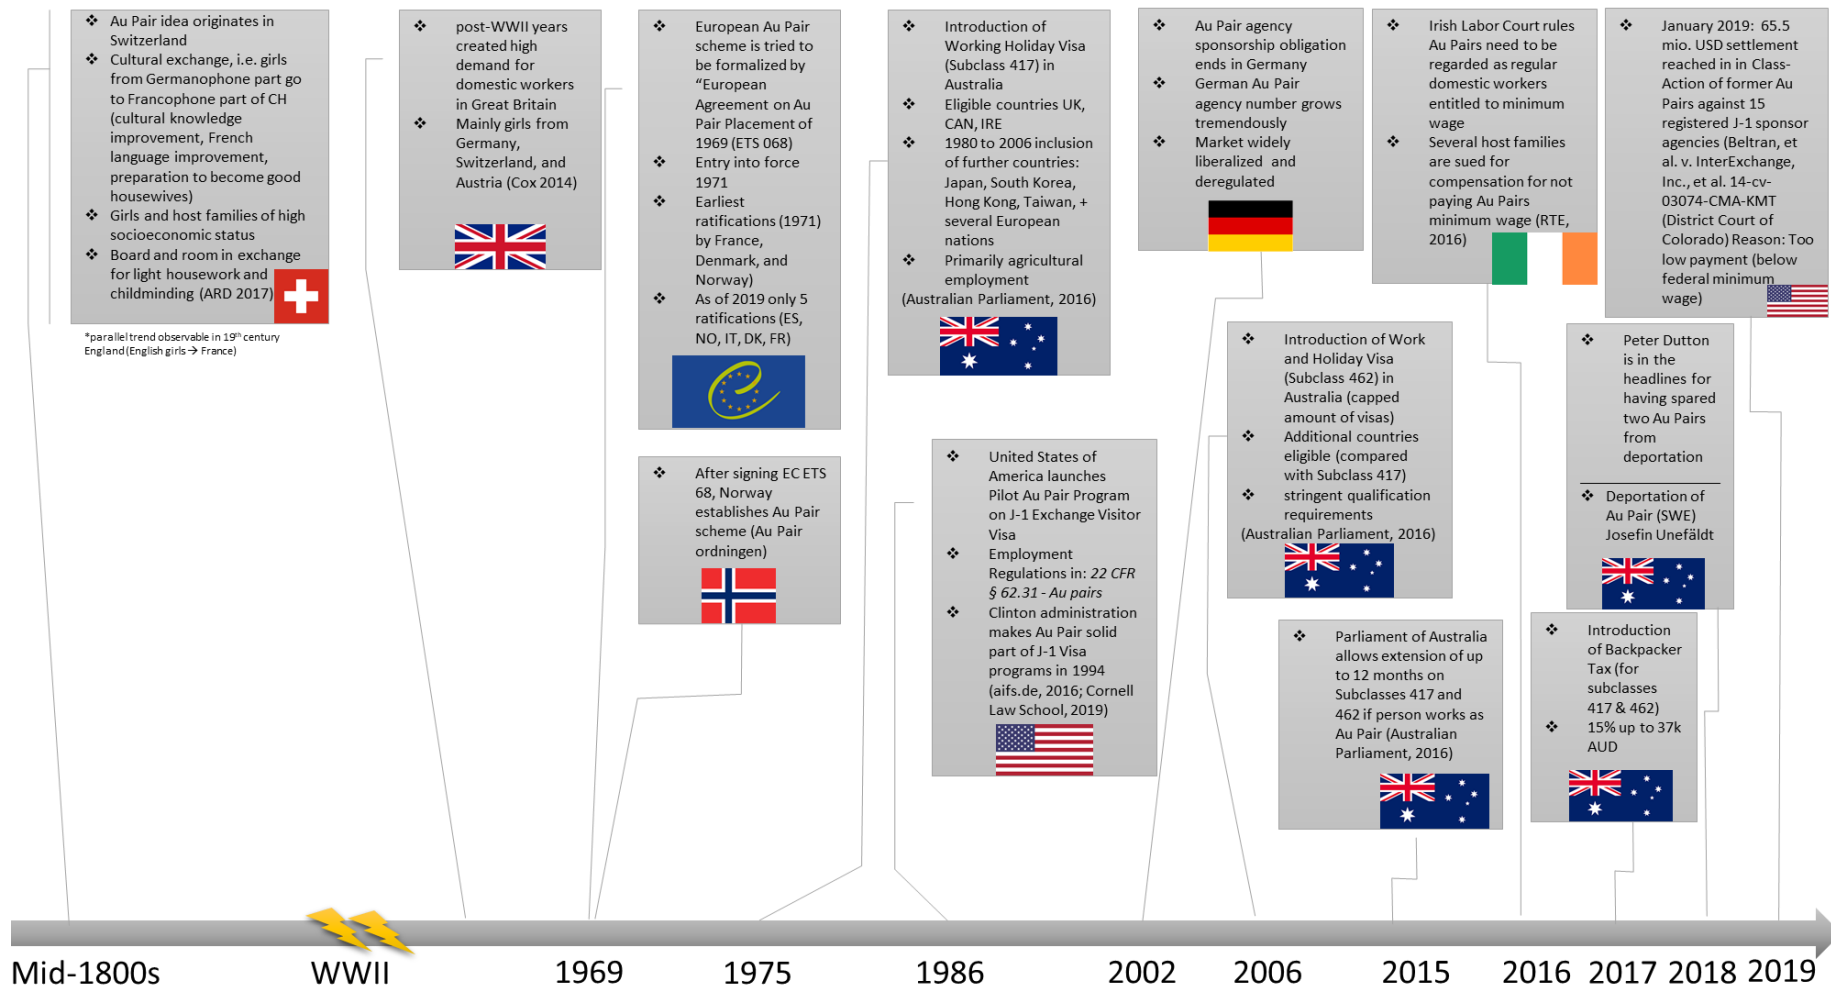 ❖ Au Pair idea originates in
Switzerland
❖ Cultural exchange, i.e. girls
from Germanophone part go
to Francophone part of CH
(cultural knowledge
improvement, French
language improvement,
preparation to become good
housewives)
❖ Girls and host families of high
socioeconomic status
❖ Board and room in exchange
for light housework and
childminding (ARD 2017)
*parallel trend observable in 19th century
England (English girls → France)
❖ post-WWII years
created high
demand for
domestic workers
in Great Britain
❖ Mainly girls from
Germany,
Switzerland, and
Austria (Cox 2014)
❖ European Au Pair
scheme is tried to
be formalized by
“European
Agreement on Au
Pair Placement of
1969 (ETS 068)
❖ Entry into force
1971
❖ Earliest
ratifications (1971)
by France,
Denmark, and
Norway)
❖ As of 2019 only 5
ratifications (ES,
NO, IT, DK, FR)
❖ After signing EC ETS
68, Norway
establishes Au Pair
scheme (Au Pair
ordningen)
❖ Introduction of
Working Holiday Visa
(Subclass 417) in
Australia
❖ Eligible countries UK,
CAN, IRE
❖ 1980 to 2006 inclusion
of further countries:
Japan, South Korea,
Hong Kong, Taiwan, +
several European
nations
❖ Primarily agricultural
employment
(Australian Parliament, 2016)
❖ United States of
America launches
Pilot Au Pair Program
on J-1 Exchange Visitor
Visa
❖ Employment
Regulations in: 22 CFR
§ 62.31 - Au pairs
❖ Clinton administration
makes Au Pair solid
part of J-1 Visa
programs in 1994
(aifs.de, 2016; Cornell
Law School, 2019)
❖ Au Pair agency
sponsorship obligation
ends in Germany
❖ German Au Pair
agency number grows
tremendously
❖ Market widely
liberalized and
deregulated
❖ Introduction of Work
and Holiday Visa
(Subclass 462) in
Australia (capped
amount of visas)
❖ Additional countries
eligible (compared
with Subclass 417)
❖ stringent qualification
requirements
(Australian Parliament, 2016)
❖ Parliament of Australia
allows extension of up
to 12 months on
Subclasses 417 and
462 if person works as
Au Pair (Australian
Parliament, 2016)
❖ Irish Labor Court rules
Au Pairs need to be
regarded as regular
domestic workers
entitled to minimum
wage
❖ Several host families
are sued for
compensation for not
paying Au Pairs
minimum wage (RTE,
2016)
❖ January 2019: 65.5
mio. USD settlement
reached in in Class-
Action of former Au
Pairs against 15
registered J-1 sponsor
agencies (Beltran, et
al. v. InterExchange,
Inc., et al. 14-cv-
03074-CMA-KMT
(District Court of
Colorado) Reason: Too
low payment (below
federal minimum
wage)
❖ Peter Dutton
is in the
headlines for
having spared
two Au Pairs
from
deportation
❖ Deportation of
Au Pair (SWE)
Josefin Unefäldt
❖ Introduction
of Backpacker
Tax (for
subclasses
417 & 462)
❖ 15% up to 37k
AUD
Mid-1800s
WWII
1969
1975
1986
2002
2006
2015
2016
2017
2018
2019